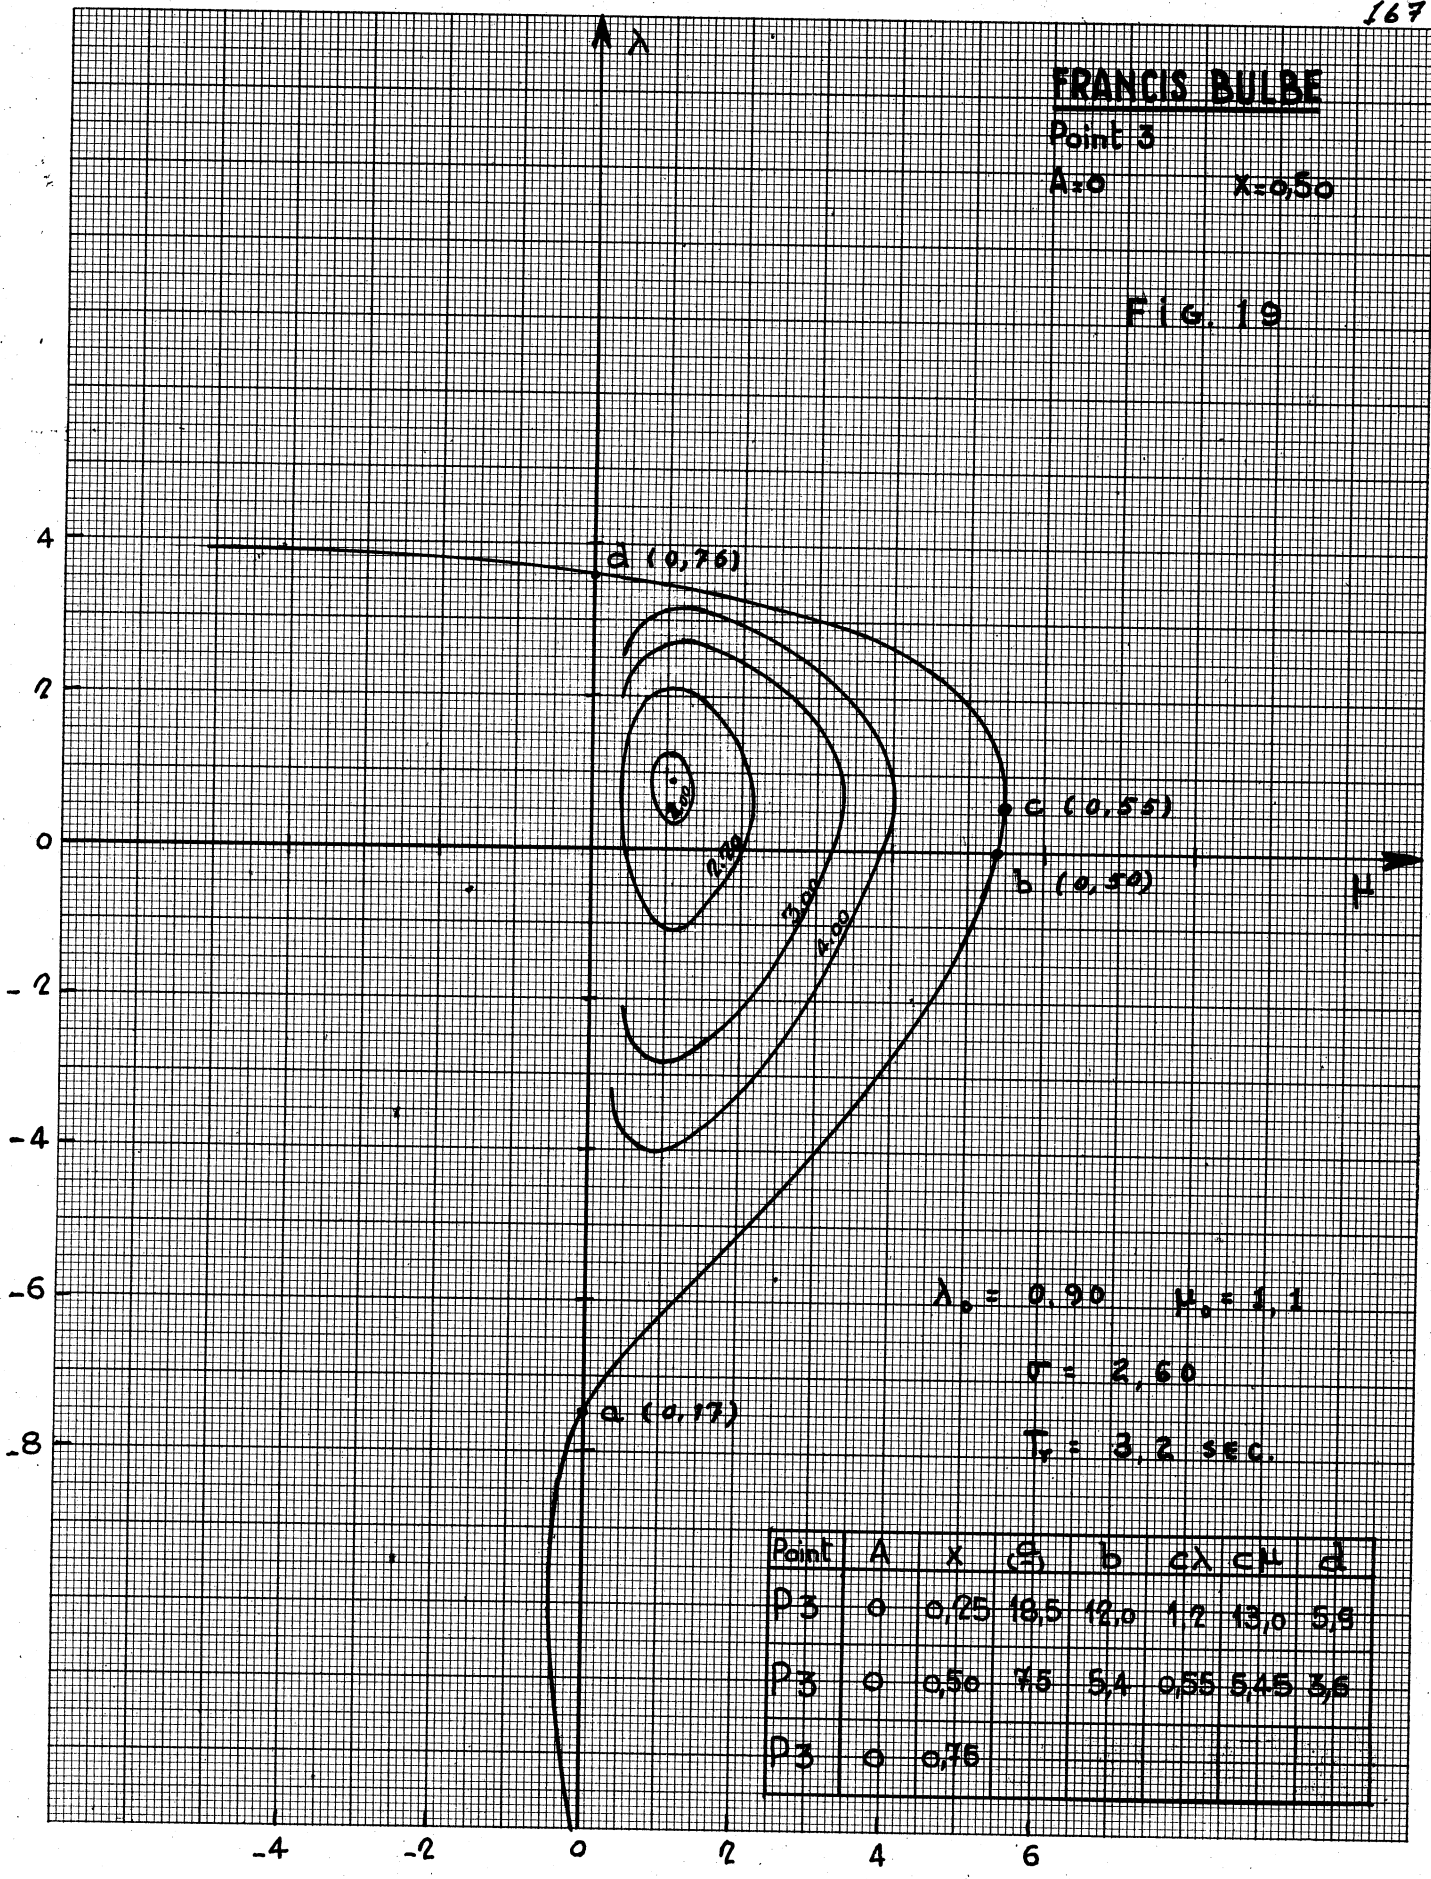 167
λ
FRANCIS BULBE
Point 3
A=0 X=0,50
FiG. 19
4
d (0,76)
2
c (0,55)
2.20
0
b (0,50)
μ
3.00
4.00
-2
-4
-6
λ₀ = 0.90 μ₀ = 1,1
σ = 2,60
a (0,17)
Tr = 3,2 sec.
-8
Point A X a(-) b cλ cμ d
P3 0 0,25 18,5 12,0 1,2 13,0 5,9
P3 0 0,50 7,5 5,4 0,55 5,45 3,6
P3 0 0,75
-4 -2 0 2 4 6